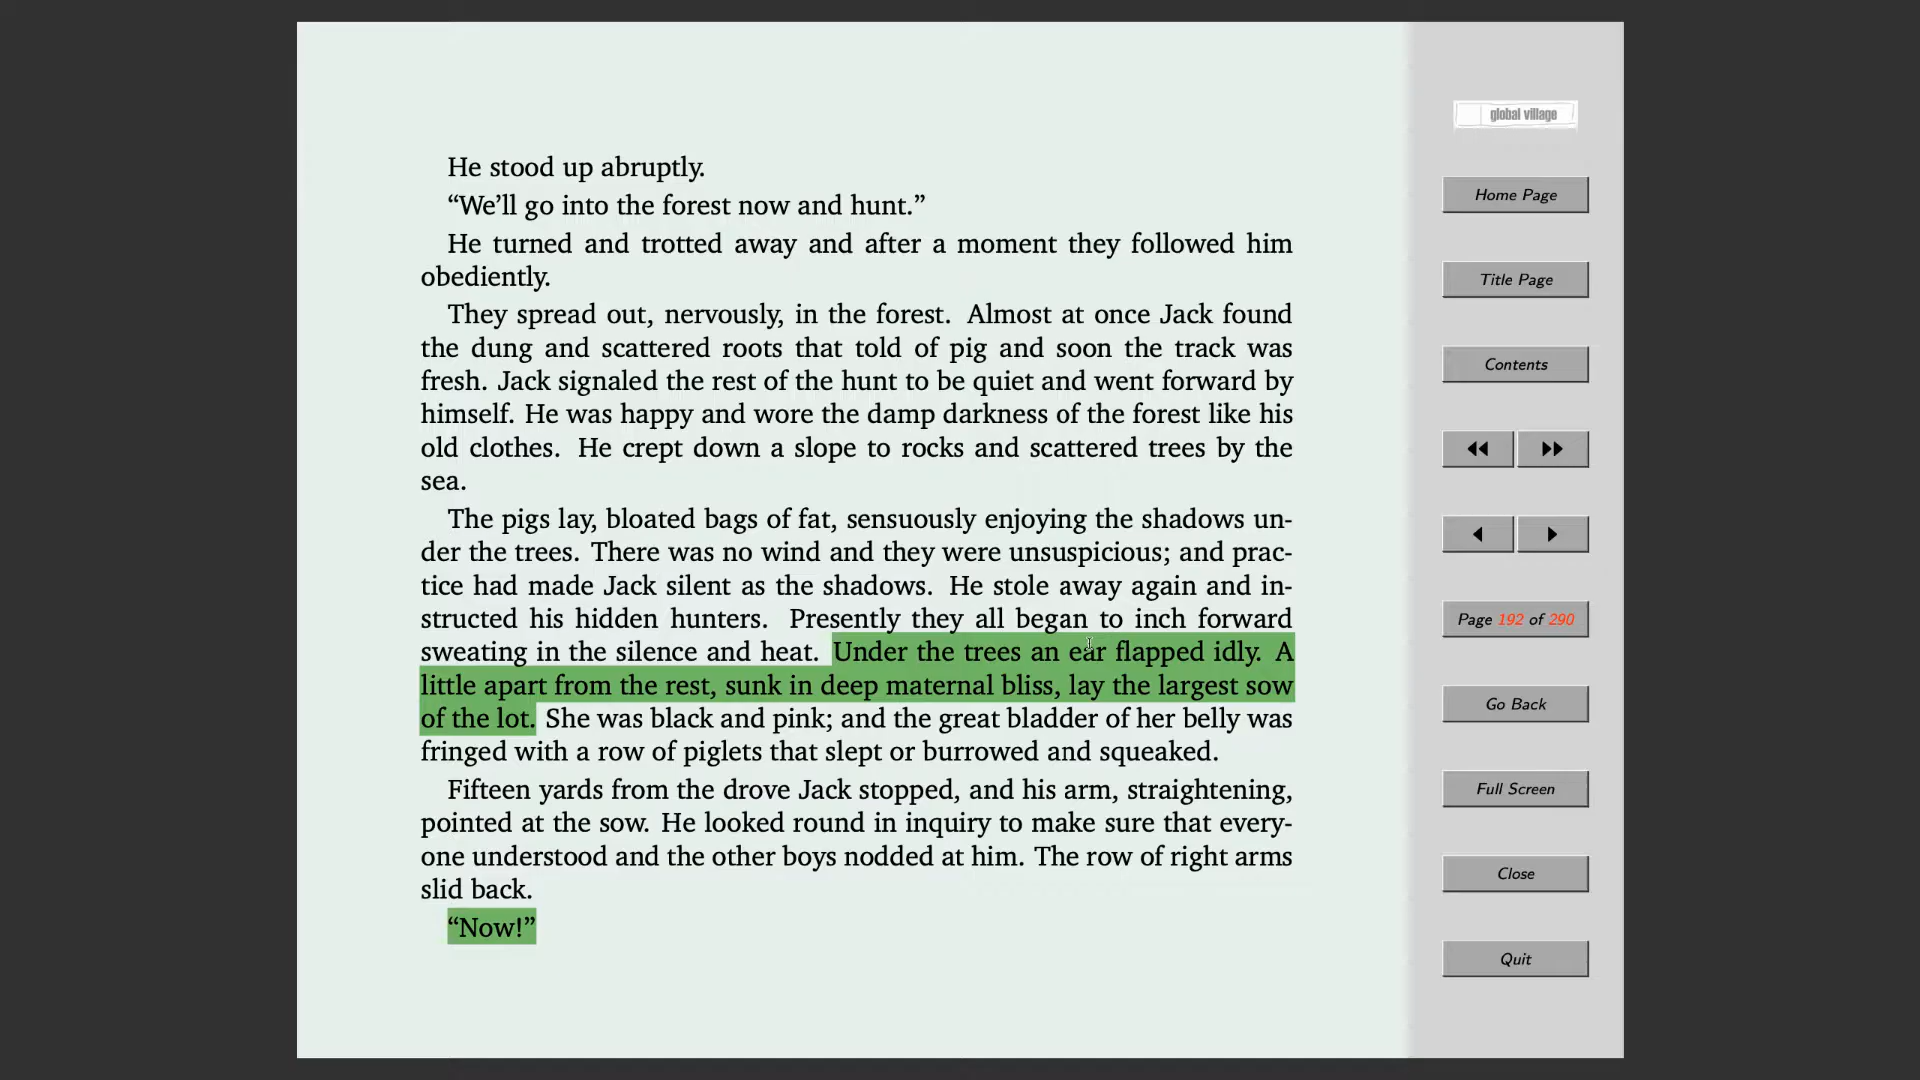 He stood up abruptly.
“We’ll go into the forest now and hunt.”
He turned and trotted away and after a moment they followed him
obediently.
They spread out, nervously, in the forest. Almost at once Jack found
the dung and scattered roots that told of pig and soon the track was
fresh. Jack signaled the rest of the hunt to be quiet and went forward by
himself. He was happy and wore the damp darkness of the forest like his
old clothes. He crept down a slope to rocks and scattered trees by the
sea.
The pigs lay, bloated bags of fat, sensuously enjoying the shadows un-
der the trees. There was no wind and they were unsuspicious; and prac-
tice had made Jack silent as the shadows. He stole away again and in-
structed his hidden hunters. Presently they all began to inch forward
sweating in the silence and heat. Under the trees an ear flapped idly. A
little apart from the rest, sunk in deep maternal bliss, lay the largest sow
of the lot. She was black and pink; and the great bladder of her belly was
fringed with a row of piglets that slept or burrowed and squeaked.
Fifteen yards from the drove Jack stopped, and his arm, straightening,
pointed at the sow. He looked round in inquiry to make sure that every-
one understood and the other boys nodded at him. The row of right arms
slid back.
“Now!”
global village
Home Page
Title Page
Contents
Page 192 of 290
Go Back
Full Screen
Close
Quit